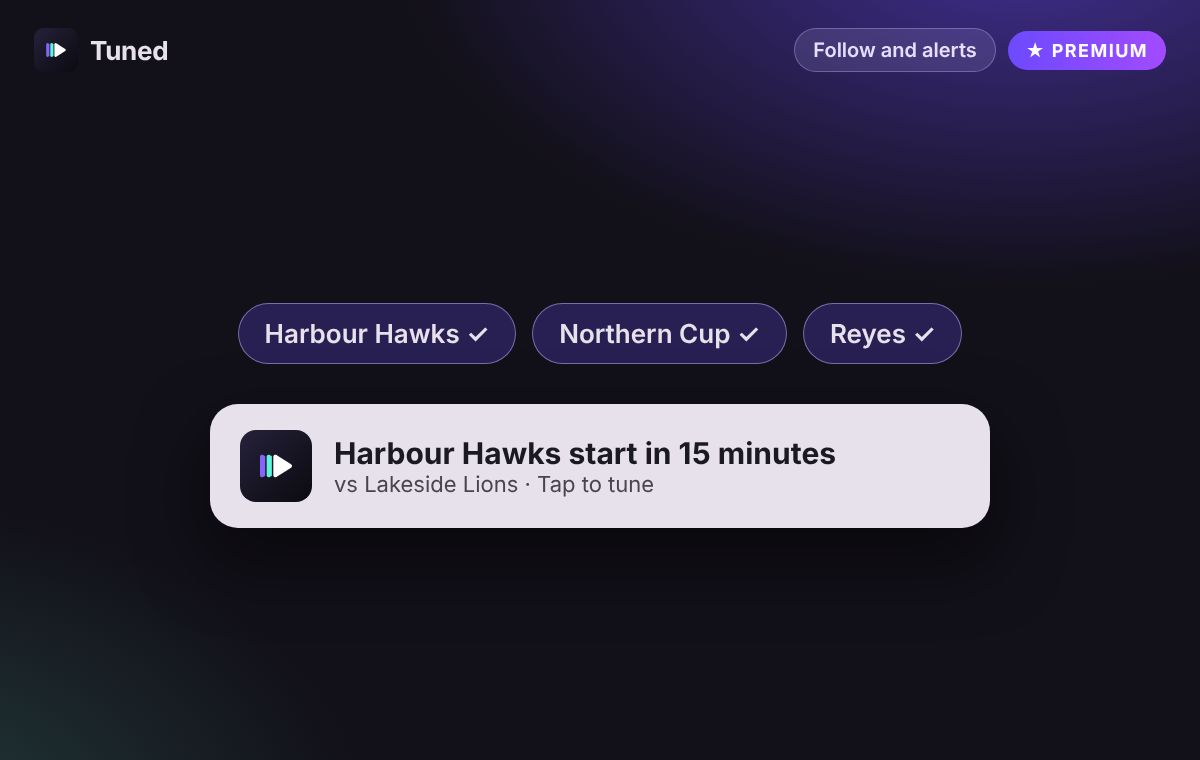 Tuned
Follow and alerts
★ PREMIUM
Harbour Hawks ✓
Northern Cup ✓
Reyes ✓
Harbour Hawks start in 15 minutes
vs Lakeside Lions · Tap to tune